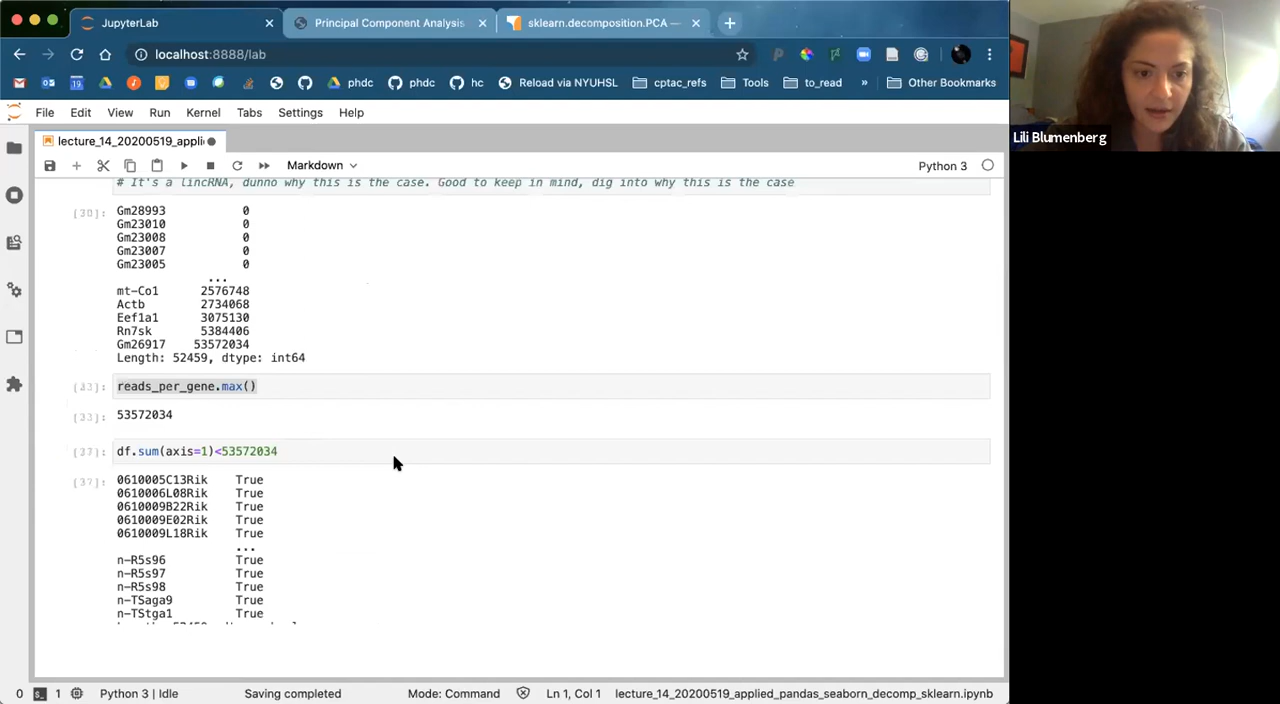 JupyterLab
Principal Component Analysis
sklearn.decomposition.PCA —
localhost:8888/lab
phdc
phdc
hc
Reload via NYUHSL
cptac_refs
Tools
to_read
»
Other Bookmarks
Lili Blumenberg
File Edit View Run Kernel Tabs Settings Help
lecture_14_20200519_appli
Markdown
Python 3
# It's a lincRNA, dunno why this is the case. Good to keep in mind, dig into why this is the case
[30]: Gm28993 0
Gm23010 0
Gm23008 0
Gm23007 0
Gm23005 0
...
mt-Co1 2576748
Actb 2734068
Eef1a1 3075130
Rn7sk 5384406
Gm26917 53572034
Length: 52459, dtype: int64
reads_per_gene.max()
[33]: 53572034
[37]: df.sum(axis=1)<53572034
[37]: 0610005C13Rik True
0610006L08Rik True
0610009B22Rik True
0610009E02Rik True
0610009L18Rik True
...
n-R5s96 True
n-R5s97 True
n-R5s98 True
n-TSaga9 True
n-TStga1 True
0 1 Python 3 | Idle Saving completed Mode: Command Ln 1, Col 1 lecture_14_20200519_applied_pandas_seaborn_decomp_sklearn.ipynb